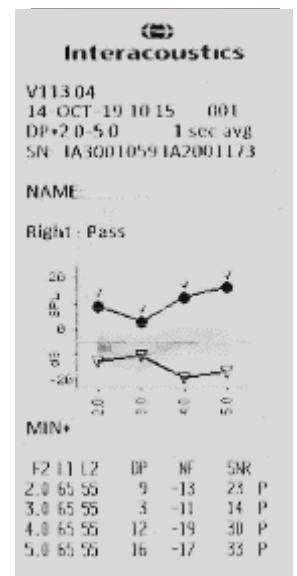 Interacoustics
V113.04
14-OCT-19 10:15 001
DP+2.0-5.0 1 sec avg
SN: IA3001059 IA2001173
NAME:
Right: Pass
20
0
-20
dB SPL
2.0 3.0 4.0 5.0
MIN+
F2 L1 L2 DP NF SNR
2.0 65 55 9 -13 23 P
3.0 65 55 3 -11 14 P
4.0 65 55 12 -19 30 P
5.0 65 55 16 -17 33 P